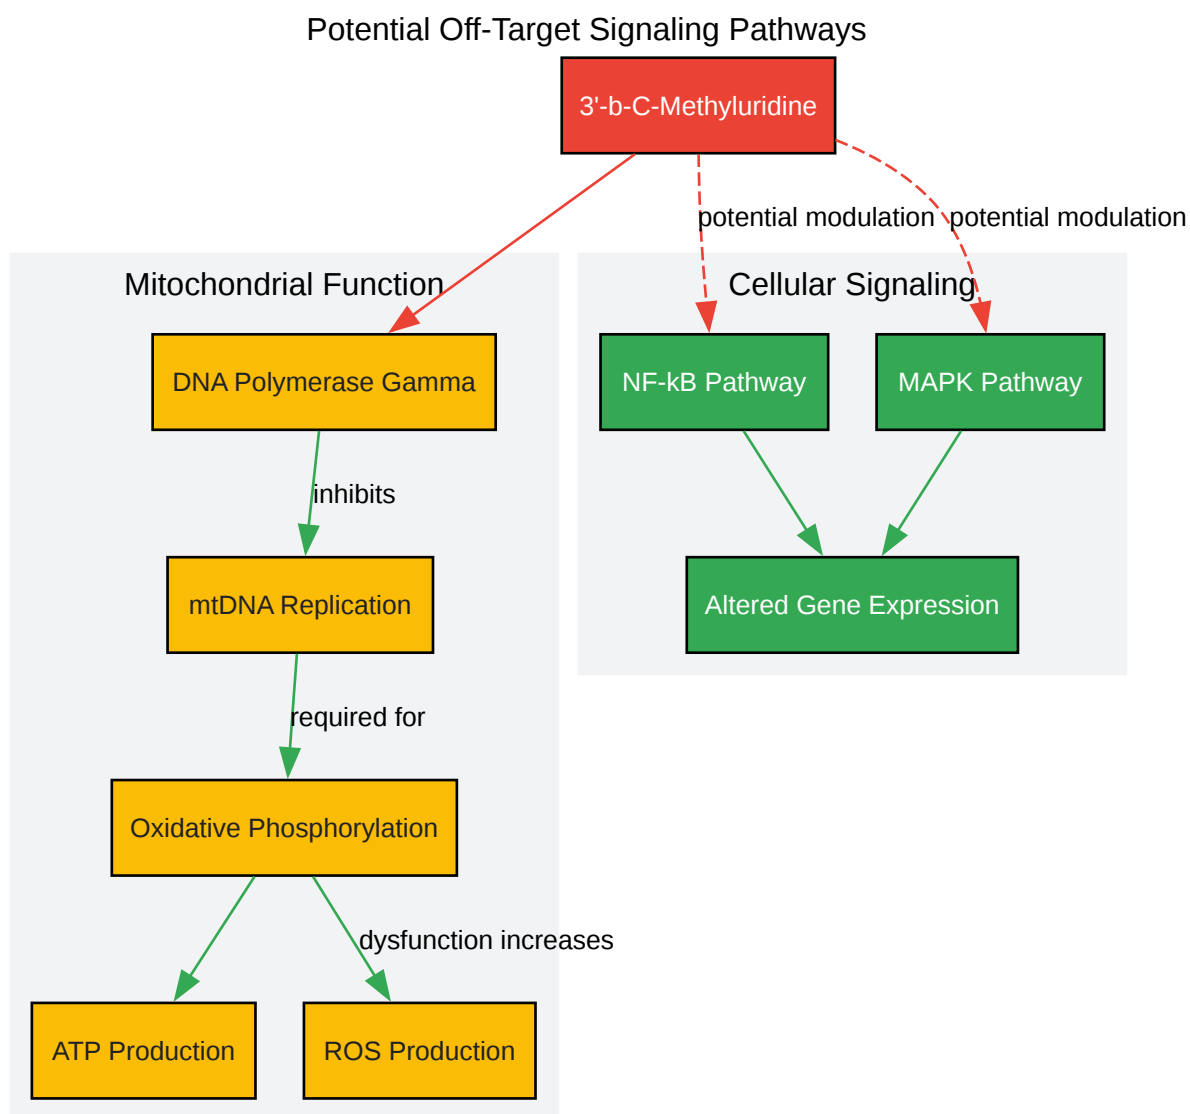 Potential Off-Target Signaling Pathways
3'-b-C-Methyluridine
potential modulation
potential modulation
Mitochondrial Function
Cellular Signaling
DNA Polymerase Gamma
NF-kB Pathway
MAPK Pathway
inhibits
mtDNA Replication
Altered Gene Expression
required for
Oxidative Phosphorylation
dysfunction increases
ATP Production
ROS Production